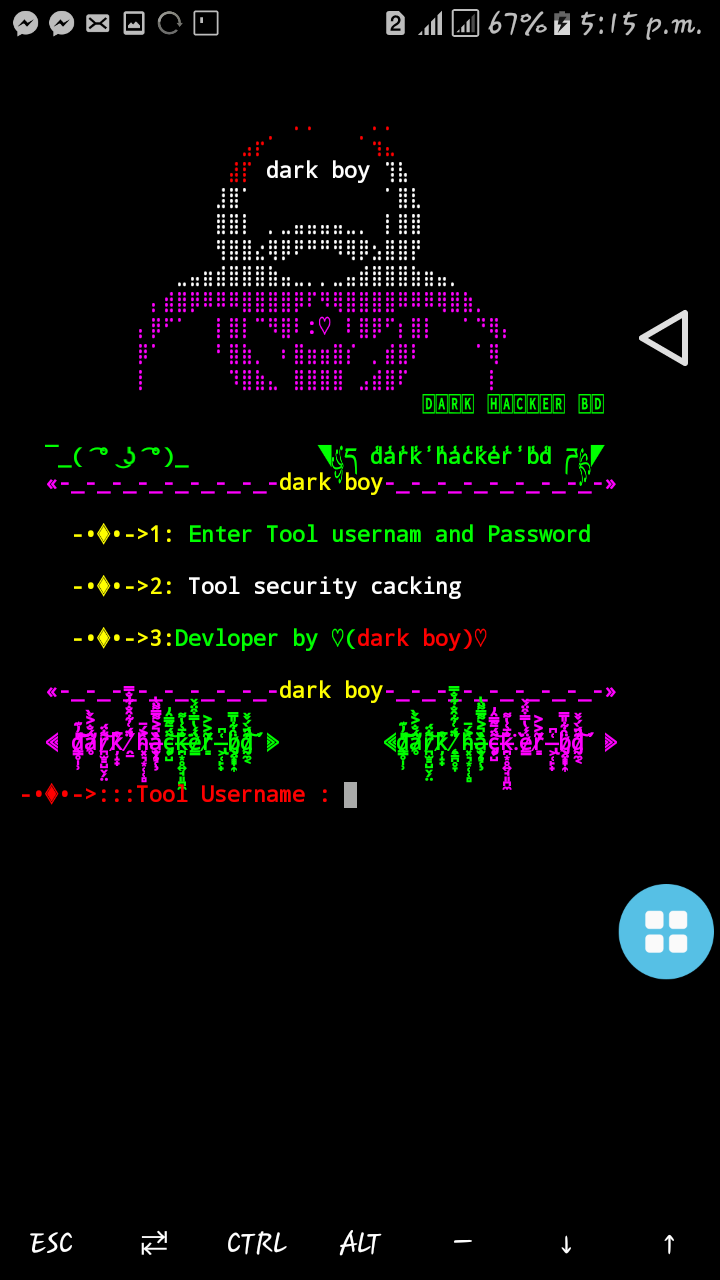 2 67% 5:15 p.m.
dark boy
:♡
DARK HACKER BD
¯_( ͡° ͜ʖ ͡°)_ ◥꧁ད dark hacker bd ཌ꧂◤
«-_-_-_-_-_-_-_-_-dark boy-_-_-_-_-_-_-_-_-»
-•♦•->1: Enter Tool usernam and Password
-•♦•->2: Tool security cacking
-•♦•->3:Devloper by ♡(dark boy)♡
«-_-_-_-_-_-_-_-_-dark boy-_-_-_-_-_-_-_-_-»
⫷ dark/hacker–bd ⫸ ⫷dark/hacker–bd ⫸
-•♦•->:::Tool Username :
ESC CTRL ALT – ↓ ↑